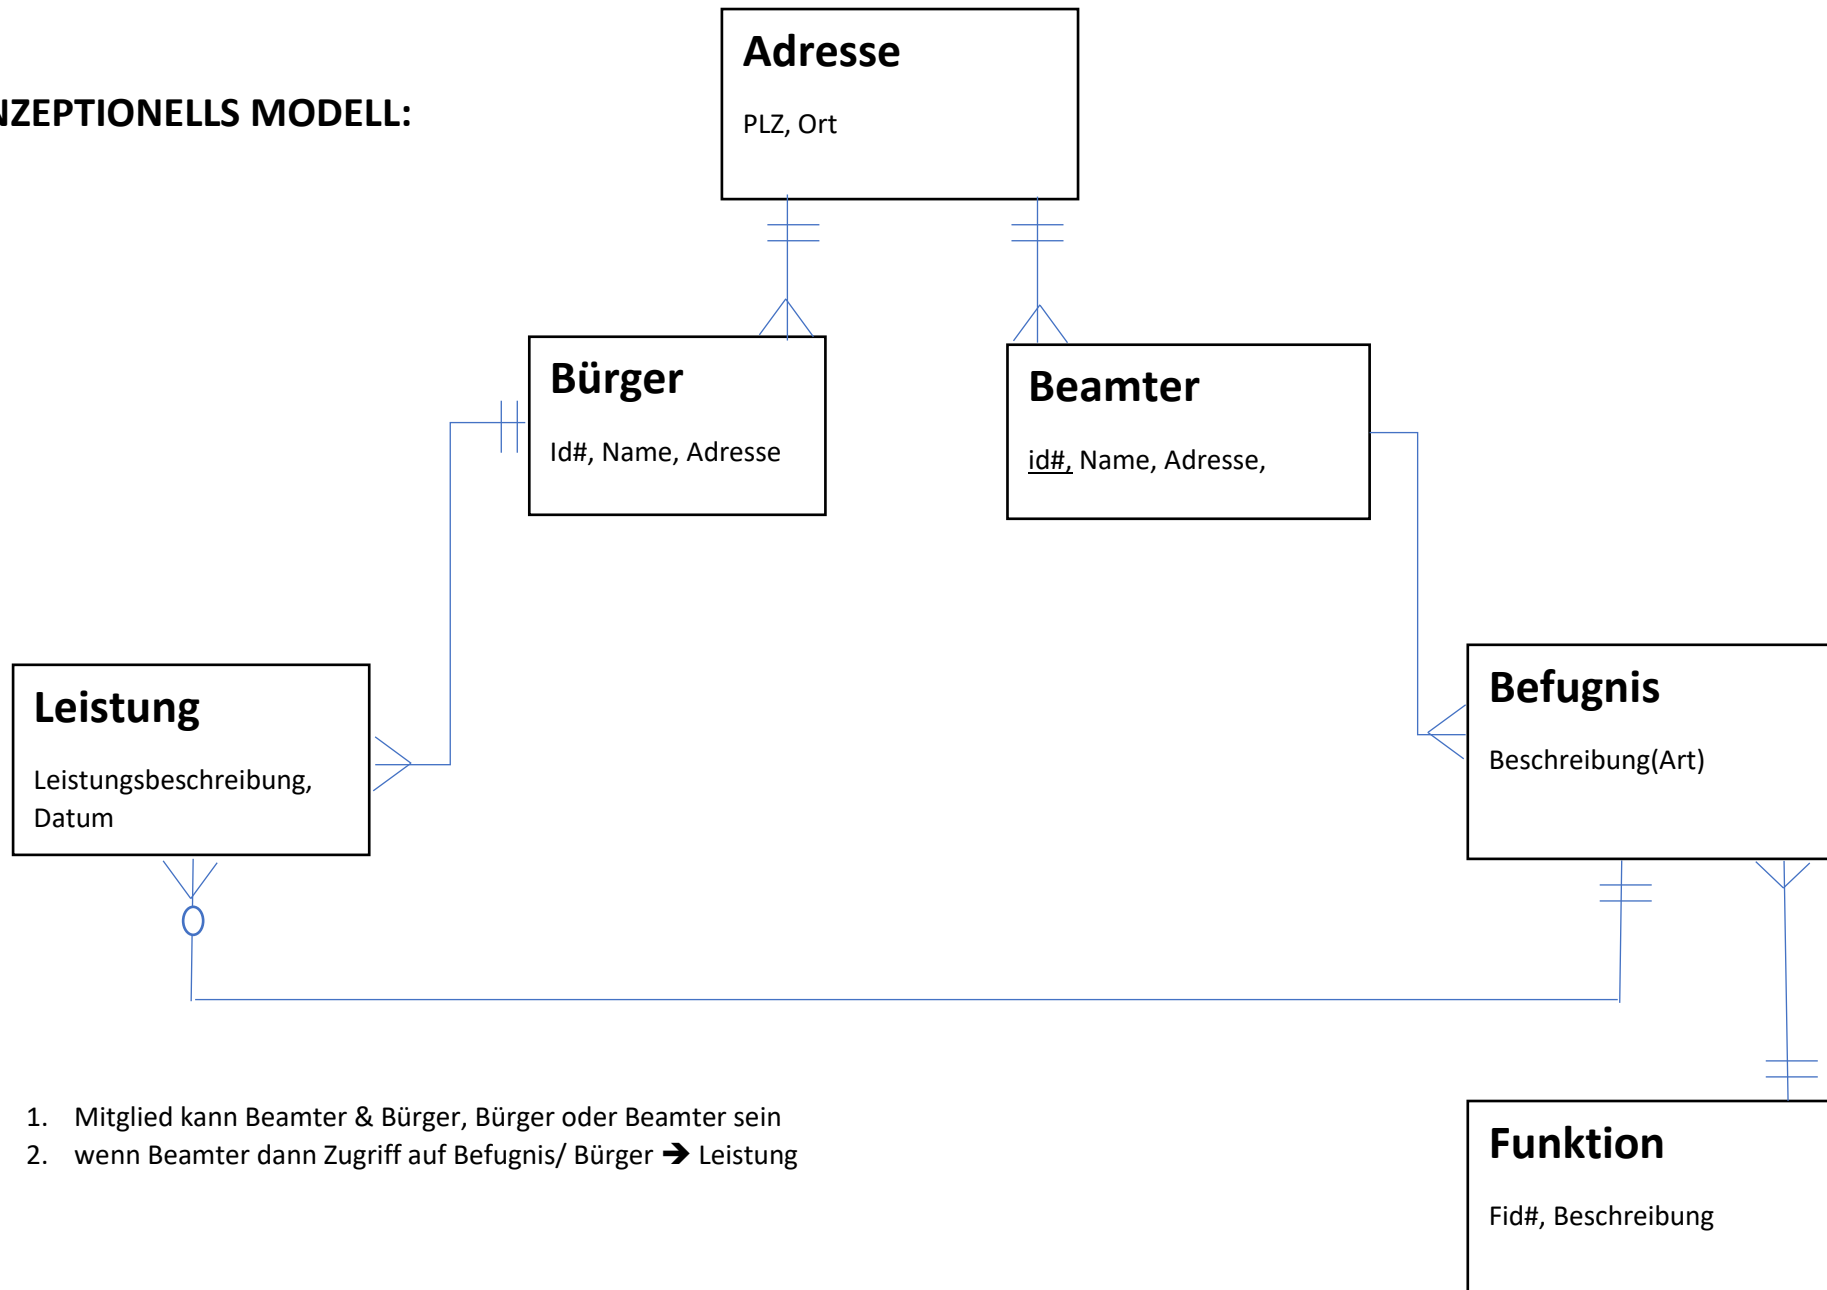 Adresse
PLZ, Ort
NZEPTIONELLS MODELL:
Bürger
Id#, Name, Adresse
Beamter
id#, Name, Adresse,
Leistung
Leistungsbeschreibung,
Datum
Befugnis
Beschreibung(Art)
1. Mitglied kann Beamter & Bürger, Bürger oder Beamter sein
2. wenn Beamter dann Zugriff auf Befugnis/ Bürger ➔ Leistung
Funktion
Fid#, Beschreibung